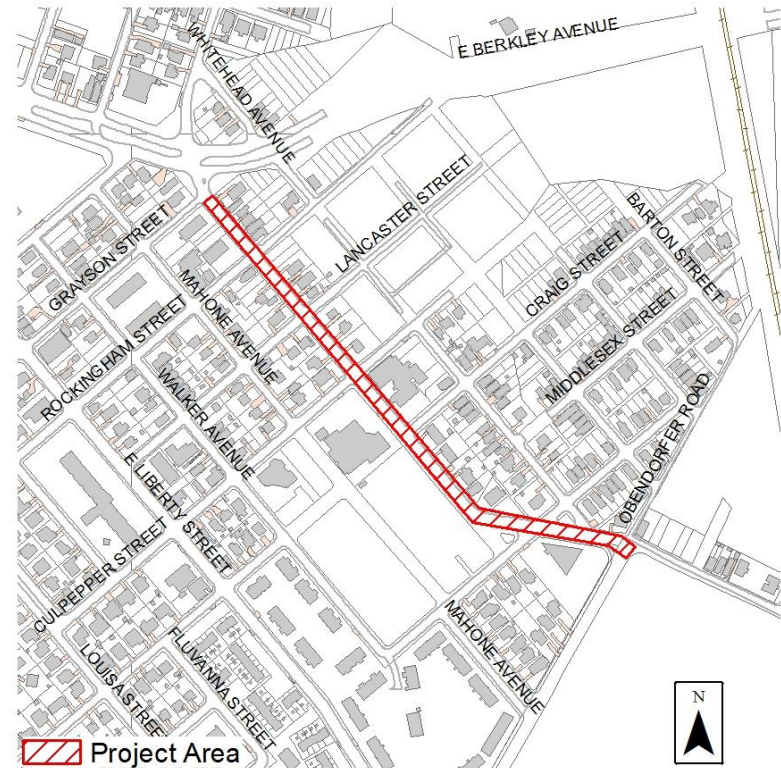 WHITEHEAD AVENUE
E BERKLEY AVENUE
LANCASTER STREET
BARTON STREET
GRAYSON STREET
CRAIG STREET
MAHONE AVENUE
ROCKINGHAM STREET
MIDDLESEX STREET
WALKER AVENUE
OBENDORFER ROAD
E LIBERTY STREET
CULPEPPER STREET
MAHONE AVENUE
FLUVANNA STREET
LOUISA STREET
N
Project Area